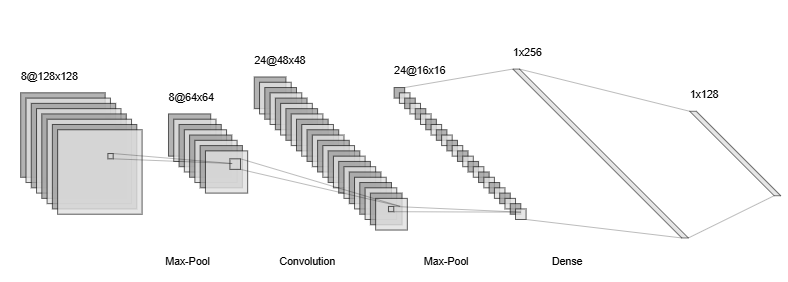 8@128x128
8@64x64
24@48x48
24@16x16
1x256
1x128
Max-Pool
Convolution
Max-Pool
Dense